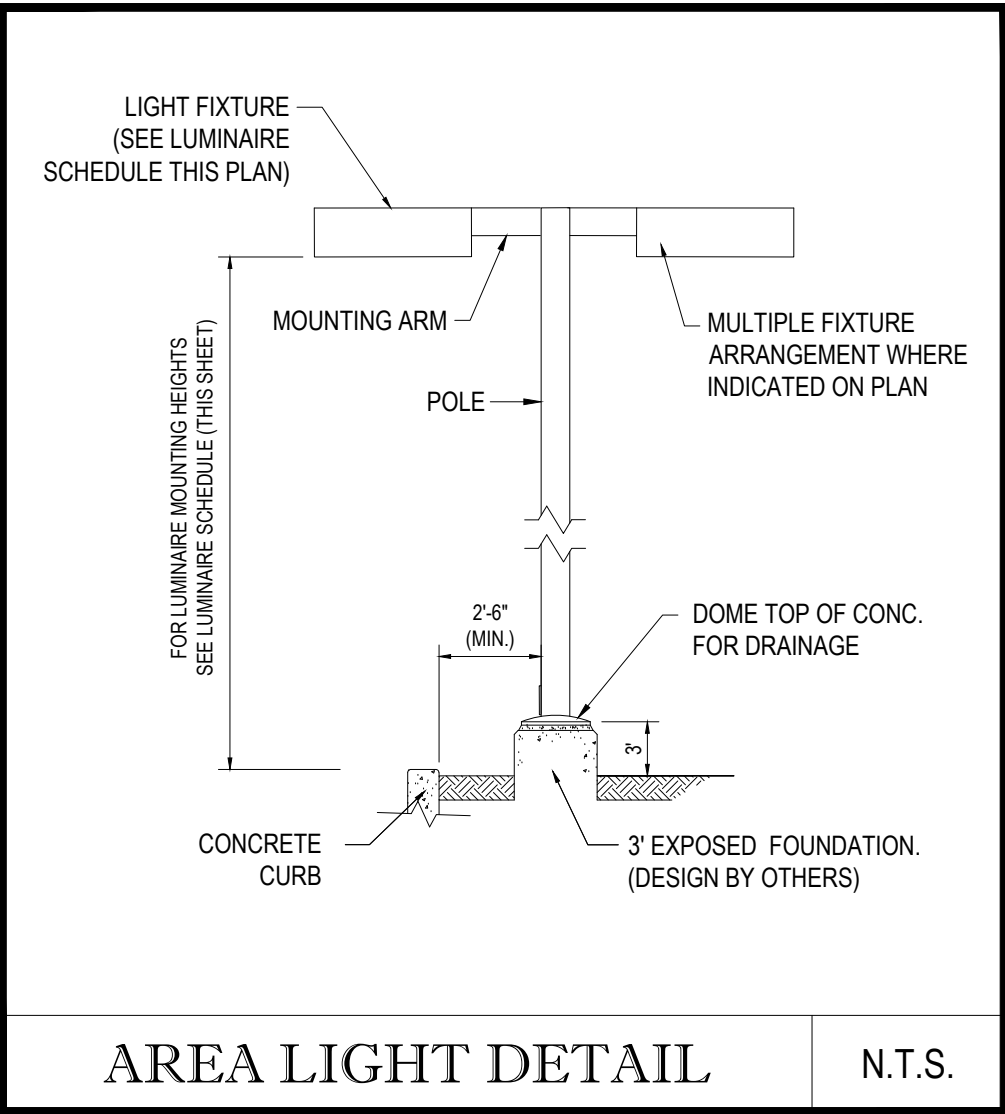 LIGHT FIXTURE
(SEE LUMINAIRE
SCHEDULE THIS PLAN)
MOUNTING ARM
MULTIPLE FIXTURE
ARRANGEMENT WHERE
INDICATED ON PLAN
POLE
FOR LUMINAIRE MOUNTING HEIGHTS
SEE LUMINAIRE SCHEDULE (THIS SHEET)
2'-6"
(MIN.)
DOME TOP OF CONC.
FOR DRAINAGE
3'
CONCRETE
CURB
3' EXPOSED FOUNDATION.
(DESIGN BY OTHERS)
AREA LIGHT DETAIL
N.T.S.